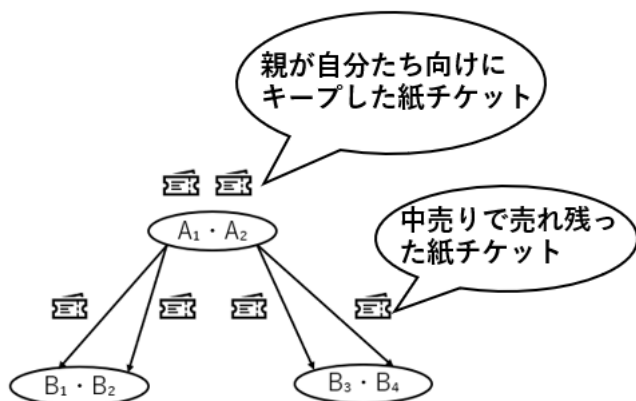 親が自分たち向けに
キープした紙チケット
A₁・A₂
中売りで売れ残っ
た紙チケット
B₁・B₂
B₃・B₄